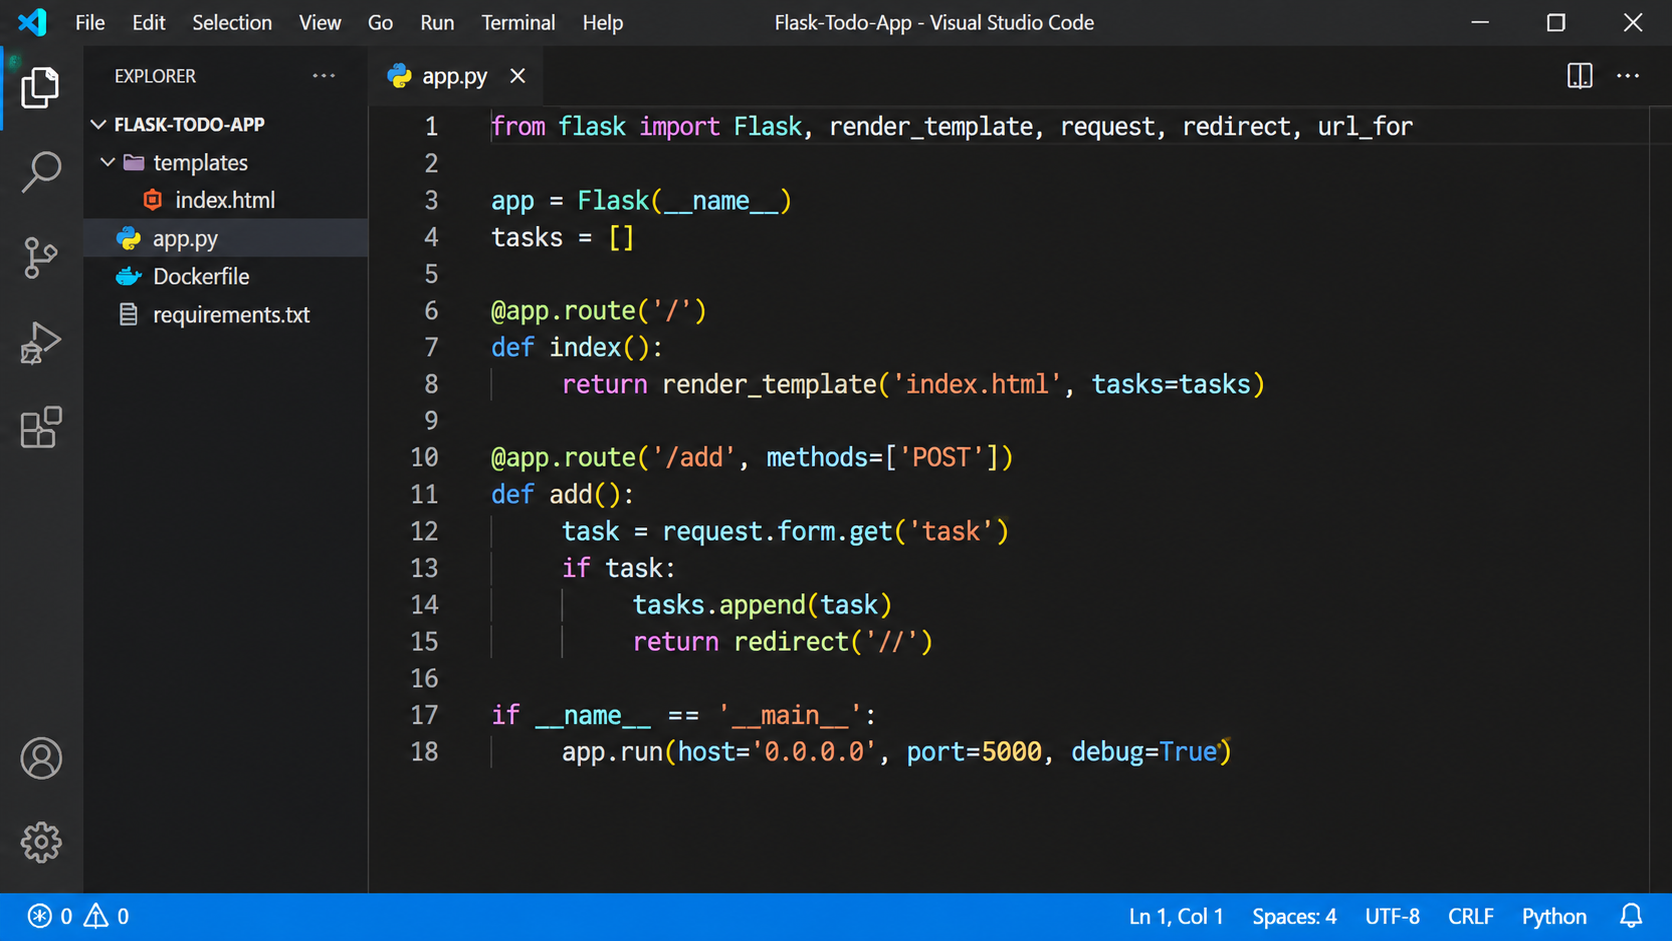 File Edit Selection View Go Run Terminal Help Flask-Todo-App - Visual Studio Code
EXPLORER
FLASK-TODO-APP
templates
index.html
app.py
Dockerfile
requirements.txt
app.py
1 from flask import Flask, render_template, request, redirect, url_for
2
3 app = Flask(__name__)
4 tasks = []
5
6 @app.route('/')
7 def index():
8     return render_template('index.html', tasks=tasks)
9
10 @app.route('/add', methods=['POST'])
11 def add():
12     task = request.form.get('task')
13     if task:
14         tasks.append(task)
15         return redirect('//')
16
17 if __name__ == '__main__':
18     app.run(host='0.0.0.0', port=5000, debug=True)
0 0 Ln 1, Col 1 Spaces: 4 UTF-8 CRLF Python